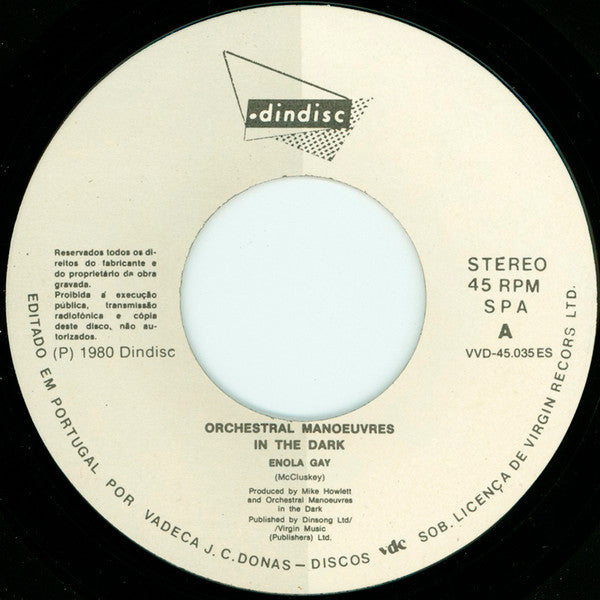 ·dindisc
Reservados todos os di-
reitos do fabricante e
do proprietário da obra
gravada.
Proibida a execução
pública, transmissão
radiofónica e cópia
deste disco, não au-
torizados.
(P) 1980 Dindisc
STEREO
45 RPM
SPA
A
VVD-45.035 ES
ORCHESTRAL MANOEUVRES
IN THE DARK
ENOLA GAY
(McCluskey)
Produced by Mike Howlett
and Orchestral Manoeuvres
in the Dark
Published by Dinsong Ltd/
/Virgin Music
(Publishers) Ltd.
EDITADO EM PORTUGAL POR VADECA J. C. DONAS – DISCOS vdc SOB. LICENÇA DE VIRGIN RECORS LTD.